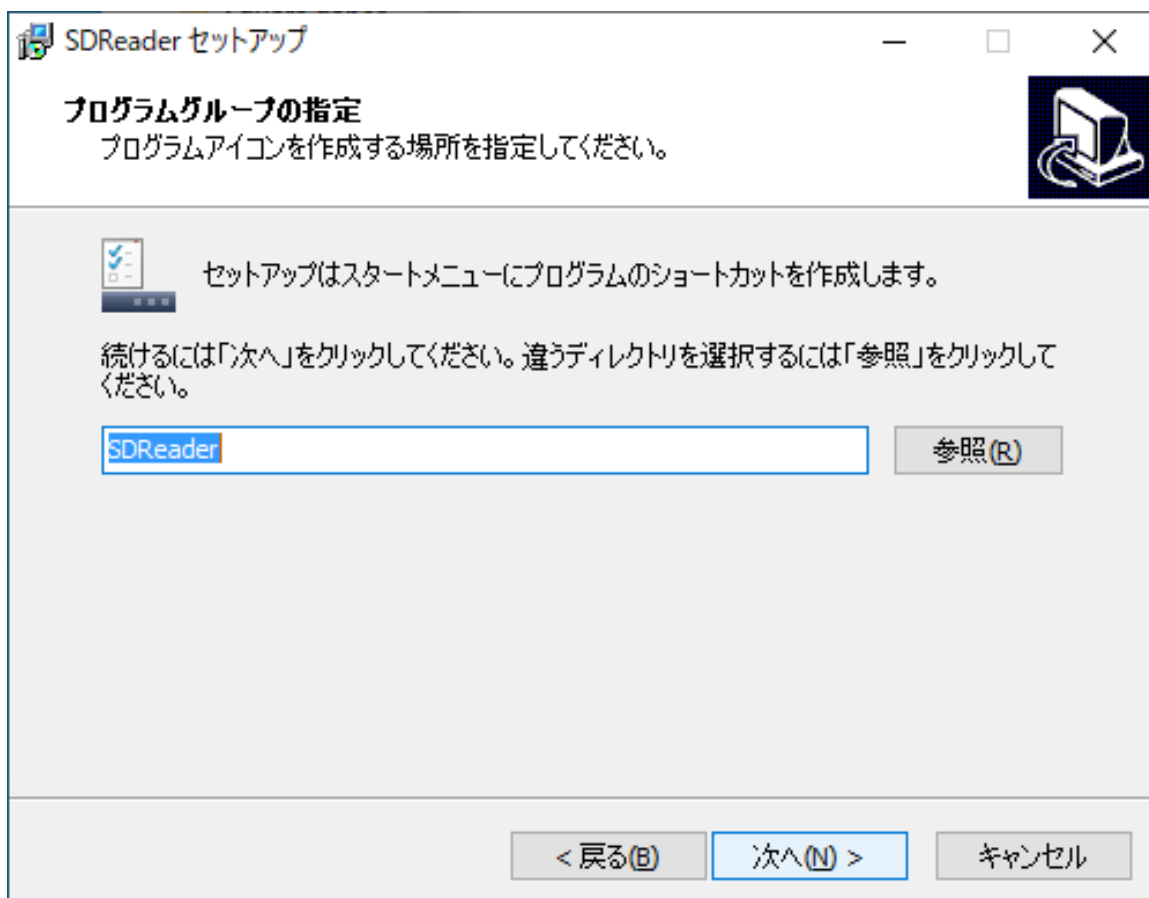 SDReader セットアップ
プログラムグループの指定
プログラムアイコンを作成する場所を指定してください。
セットアップはスタートメニューにプログラムのショートカットを作成します。
続けるには「次へ」をクリックしてください。違うディレクトリを選択するには「参照」をクリックして
ください。
SDReader
参照(R)
< 戻る(B)
次へ(N) >
キャンセル